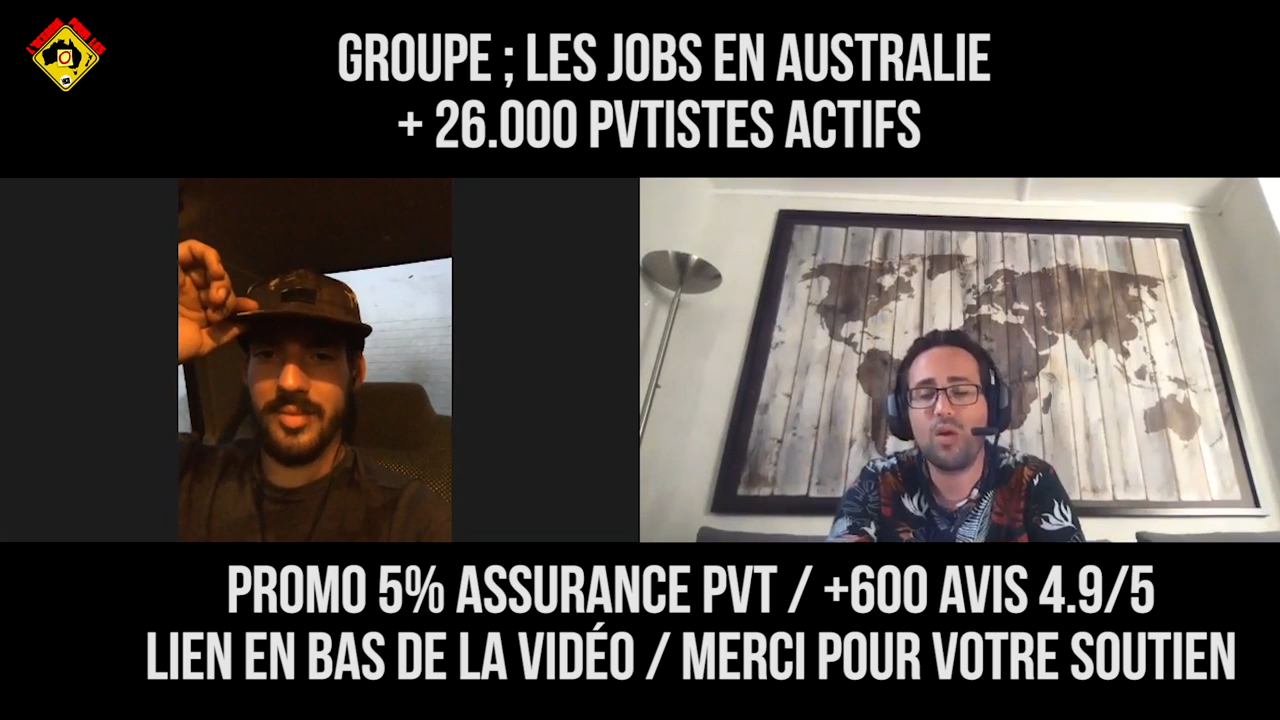 GROUPE ; LES JOBS EN AUSTRALIE
+ 26.000 PVTISTES ACTIFS
PROMO 5% ASSURANCE PVT / +600 AVIS 4.9/5
LIEN EN BAS DE LA VIDÉO / MERCI POUR VOTRE SOUTIEN